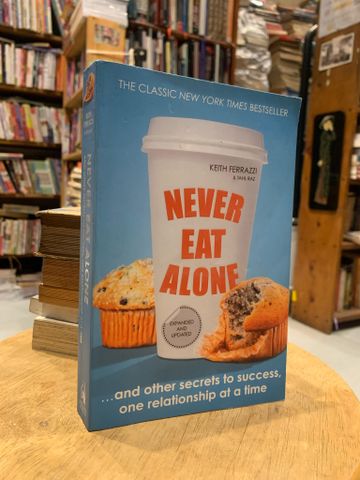 THE CLASSIC NEW YORK TIMES BESTSELLER
KEITH FERRAZZI
& TAHL RAZ
NEVER
EAT
ALONE
EXPANDED
AND
UPDATED
...and other secrets to success,
one relationship at a time
NEVER EAT ALONE